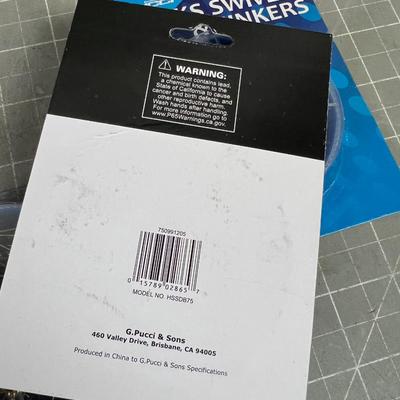 S SWIVE
INKERS
WARNING:
This product contains lead,
a chemical known to the
State of California to cause
cancer and birth defects, and
other reproductive harm.
Wash hands after handling.
For more information go to
www.P65Warnings.ca.gov.
750991205
0 15789 02865 7
MODEL NO. HSSDB75
G.Pucci & Sons
460 Valley Drive, Brisbane, CA 94005
Produced in China to G.Pucci & Sons Specifications